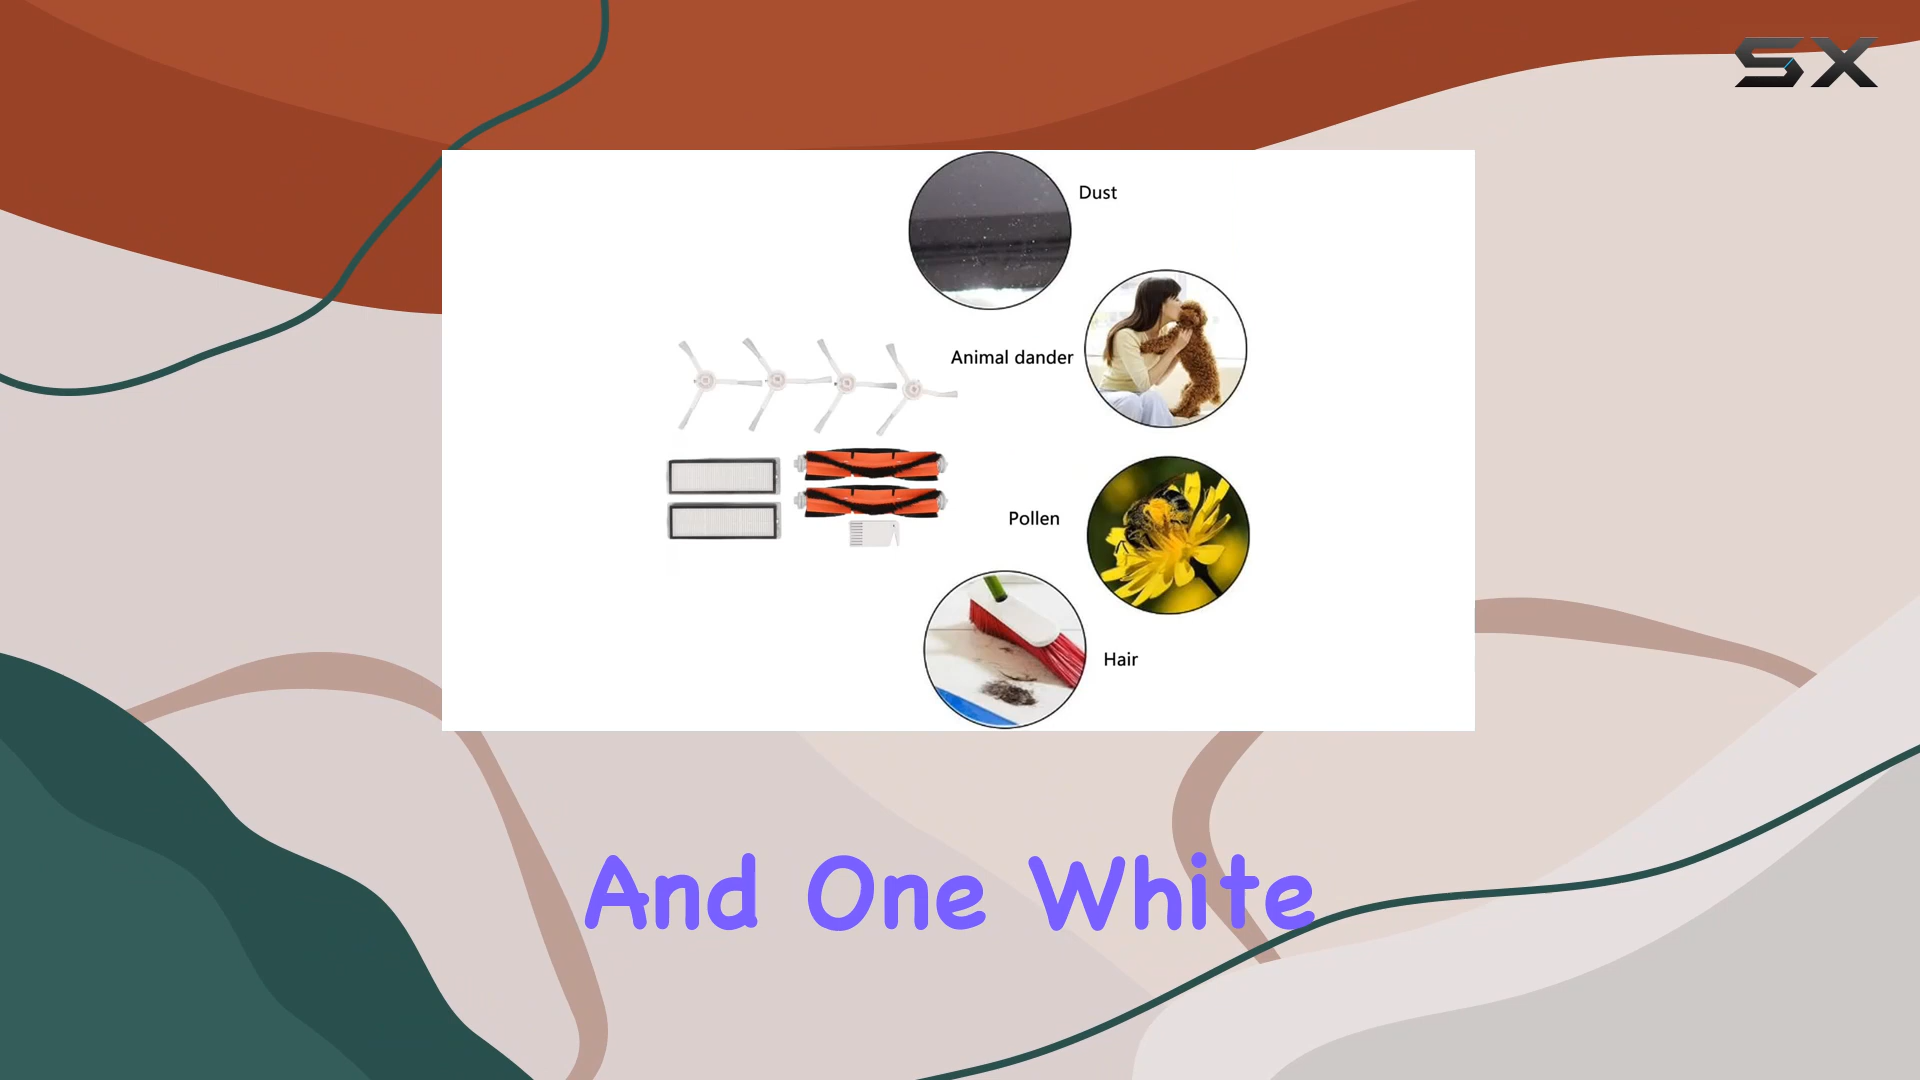 SX
Dust
Animal dander
Pollen
Hair
And One White